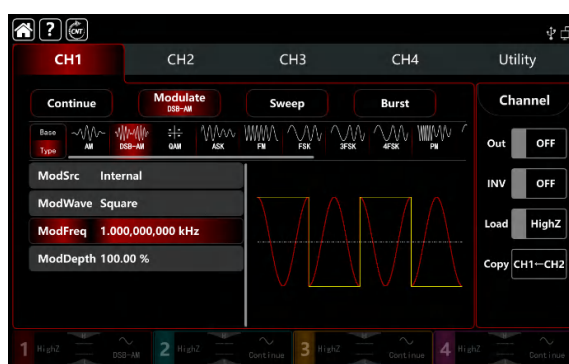 ? CNT
CH1 CH2 CH3 CH4 Utility
Continue Modulate Sweep Burst Channel
DSB-AM
Base
Type AM DSB-AM QAM ASK FM FSK 3FSK 4FSK PM
Out OFF
ModSrc Internal
INV OFF
ModWave Square
ModFreq 1.000,000,000 kHz
Load HighZ
ModDepth 100.00 %
Copy CH1←CH2
1 HighZ DSB-AM 2 HighZ Continue 3 HighZ Continue 4 HighZ Continue